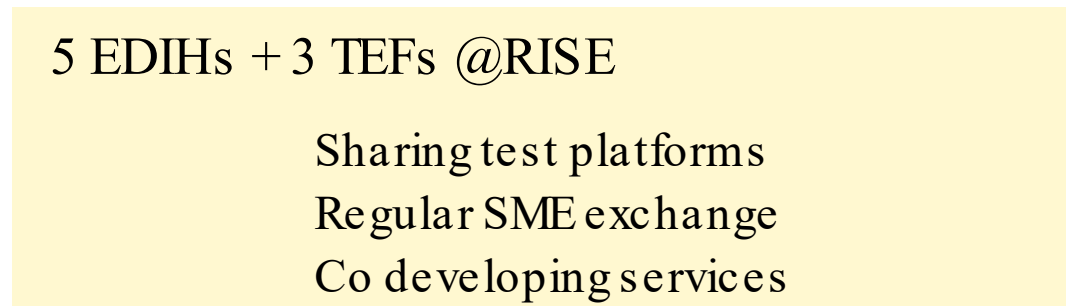 5 EDIHs + 3 TEFs @RISE
Sharing test platforms
Regular SME exchange
Co developing services